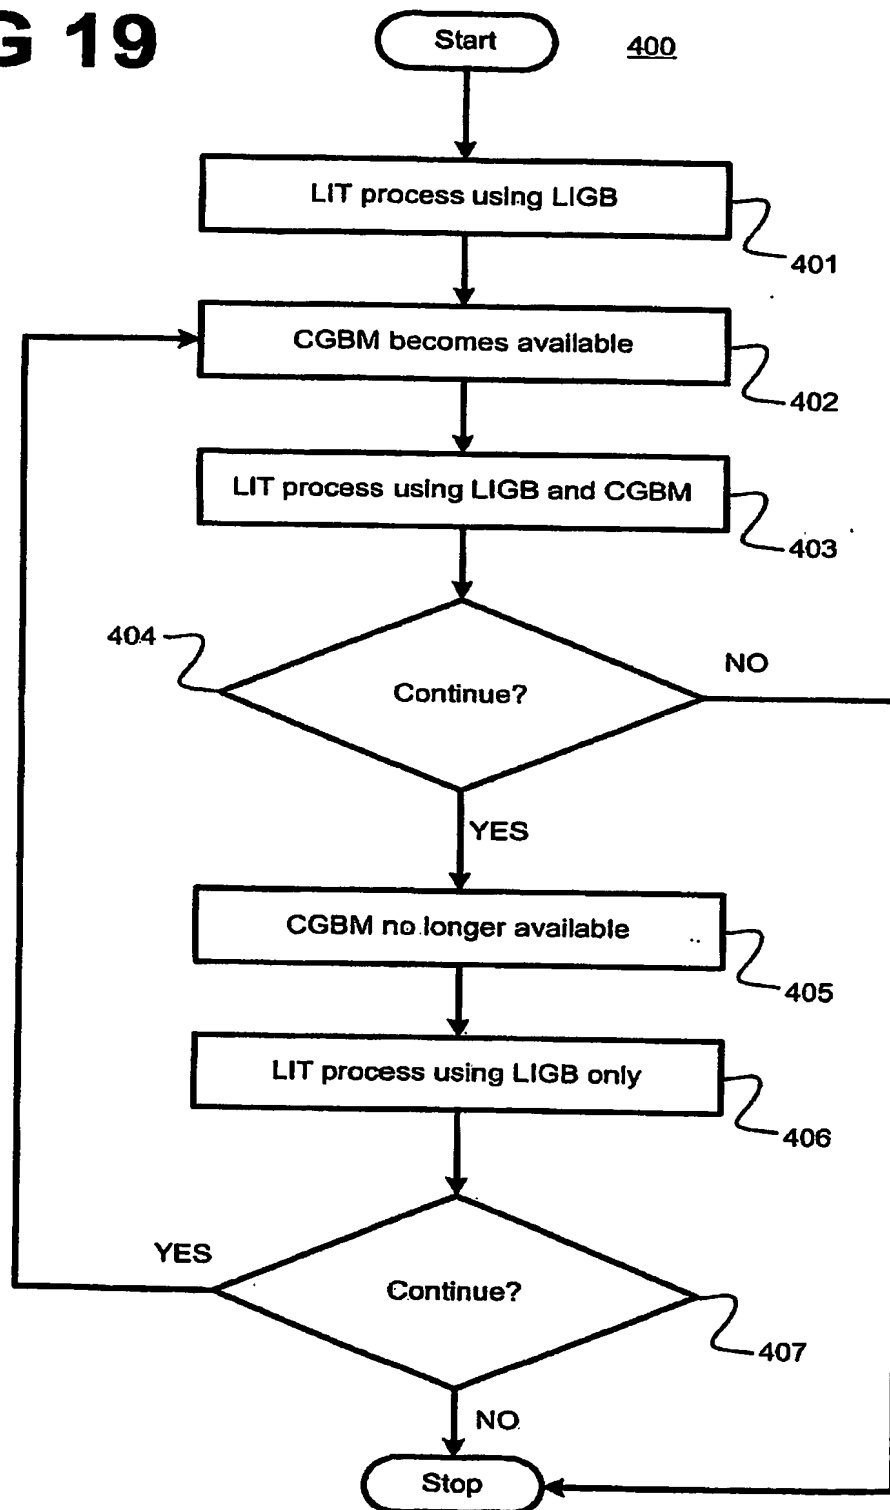 G 19
Start
400
LIT process using LIGB
401
CGBM becomes available
402
LIT process using LIGB and CGBM
403
404
Continue?
NO
YES
CGBM no longer available
405
LIT process using LIGB only
406
YES
Continue?
407
NO
Stop